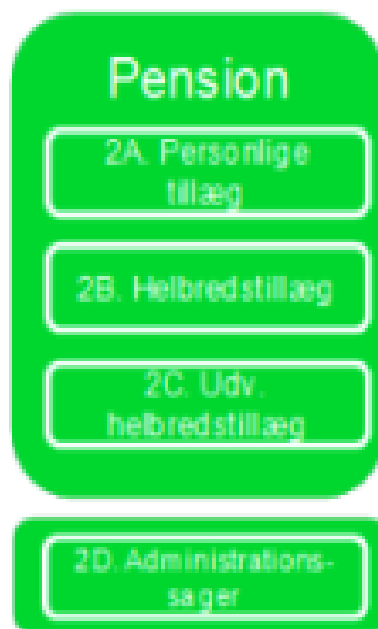 Pension
2A. Personlige
tillæg
2B. Helbredstillæg
2C. Udv.
helbredstillæg
2D. Administrations-
sager